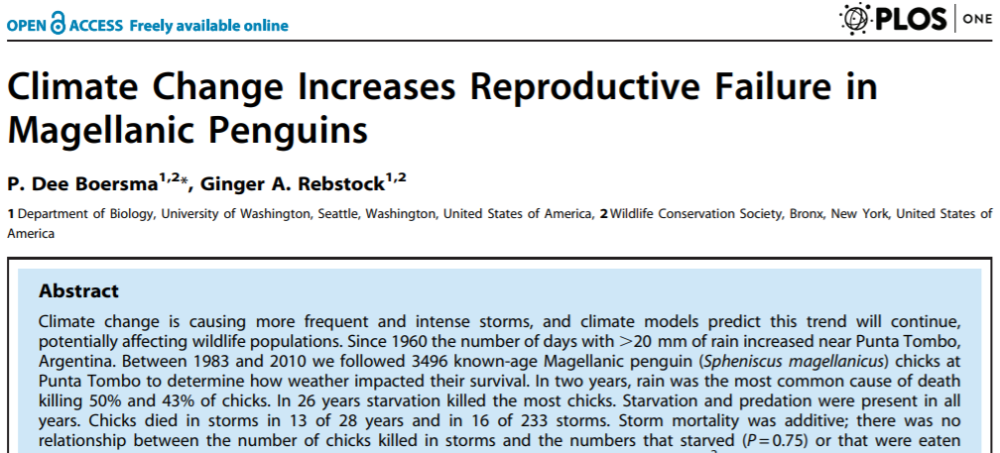 OPEN ACCESS Freely available online
PLOS ONE
Climate Change Increases Reproductive Failure in
Magellanic Penguins
P. Dee Boersma1,2*, Ginger A. Rebstock1,2
1 Department of Biology, University of Washington, Seattle, Washington, United States of America, 2 Wildlife Conservation Society, Bronx, New York, United States of
America
Abstract
Climate change is causing more frequent and intense storms, and climate models predict this trend will continue,
potentially affecting wildlife populations. Since 1960 the number of days with >20 mm of rain increased near Punta Tombo,
Argentina. Between 1983 and 2010 we followed 3496 known-age Magellanic penguin (Spheniscus magellanicus) chicks at
Punta Tombo to determine how weather impacted their survival. In two years, rain was the most common cause of death
killing 50% and 43% of chicks. In 26 years starvation killed the most chicks. Starvation and predation were present in all
years. Chicks died in storms in 13 of 28 years and in 16 of 233 storms. Storm mortality was additive; there was no
relationship between the number of chicks killed in storms and the numbers that starved (P = 0.75) or that were eaten